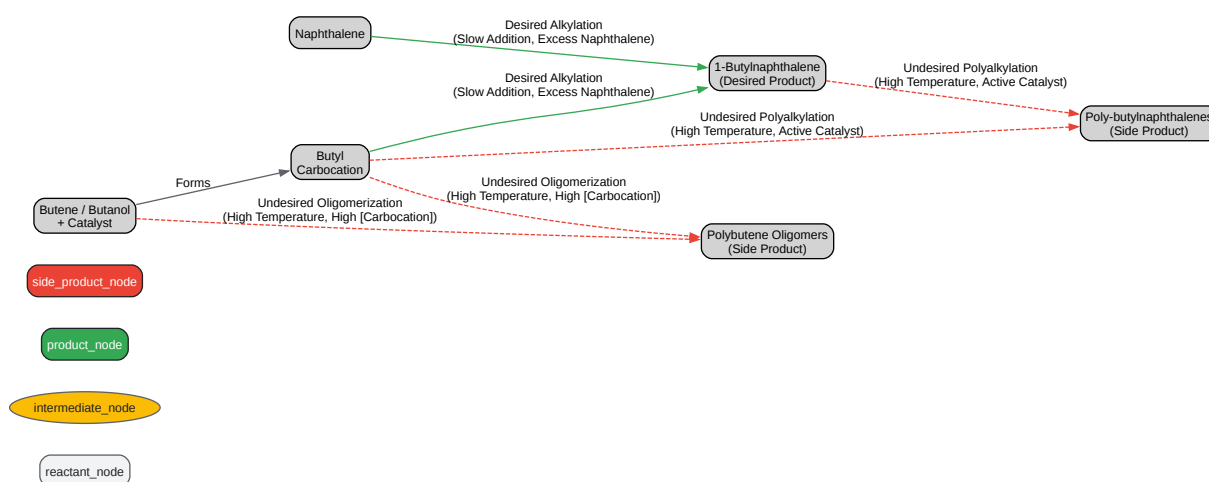 Naphthalene
Desired Alkylation
(Slow Addition, Excess Naphthalene)
1-Butylnaphthalene
(Desired Product)
Undesired Polyalkylation
(High Temperature, Active Catalyst)
Desired Alkylation
(Slow Addition, Excess Naphthalene)
Undesired Polyalkylation
(High Temperature, Active Catalyst)
Poly-butylnaphthalenes
(Side Product)
Butyl
Carbocation
Forms
Undesired Oligomerization
(High Temperature, High [Carbocation])
Butene / Butanol
+ Catalyst
Undesired Oligomerization
(High Temperature, High [Carbocation])
Polybutene Oligomers
(Side Product)
side_product_node
product_node
intermediate_node
reactant_node